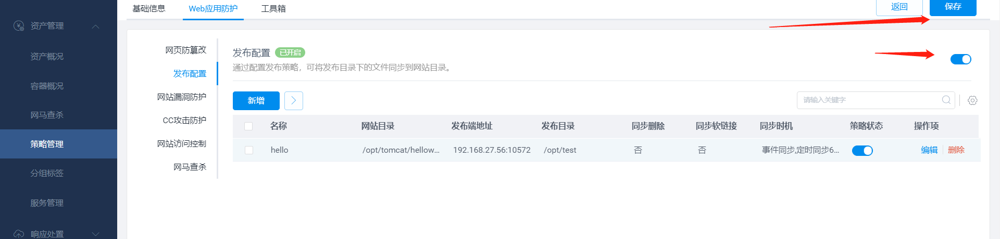 基础信息 Web应用防护 工具箱 返回 保存
资产管理
资产概况
容器概况
网马查杀
策略管理
分组标签
服务管理
响应处置
网页防篡改
发布配置
网站漏洞防护
CC攻击防护
网站访问控制
网马查杀
发布配置 已开启
通过配置发布策略，可将发布目录下的文件同步到网站目录。
新增 请输入关键字
名称 网站目录 发布端地址 发布目录 同步删除 同步软链接 同步时机 策略状态 操作项
hello /opt/tomcat/hellow... 192.168.27.56:10572 /opt/test 否 否 事件同步,定时同步6... 编辑 删除